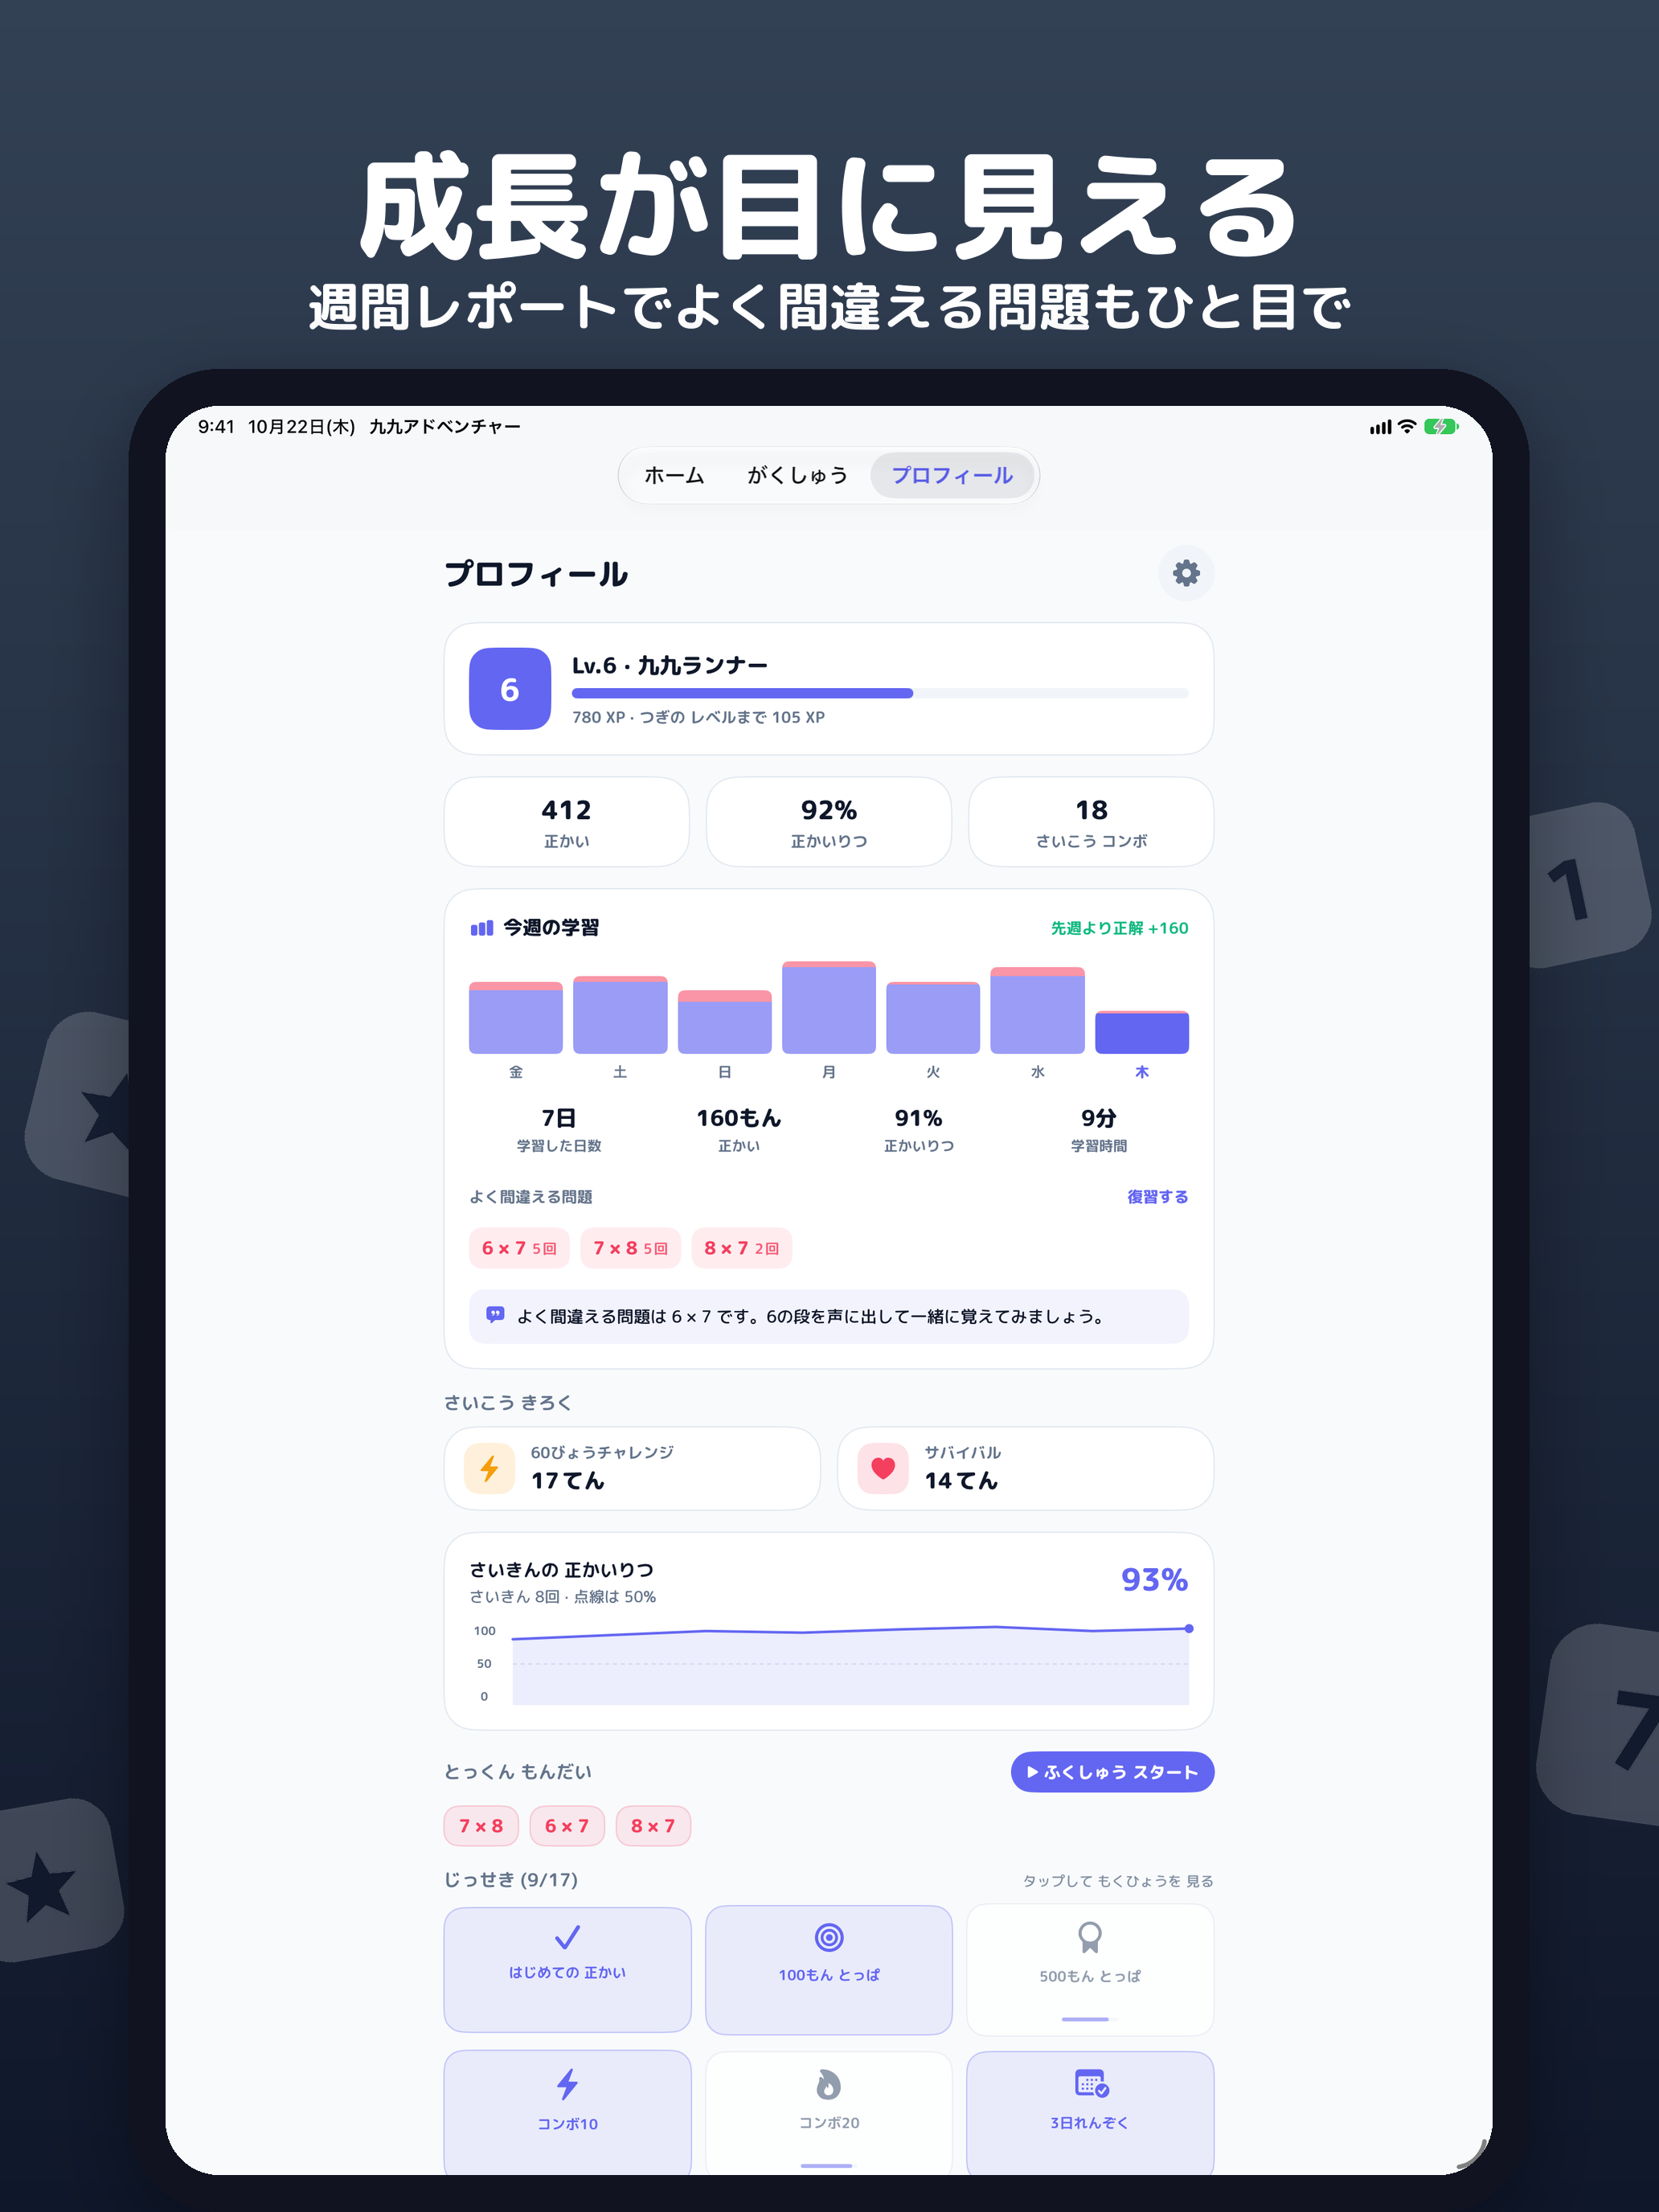 成長が目に見える
週間レポートでよく間違える問題もひと目で
9:41 10月22日(木) 九九アドベンチャー
ホーム がくしゅう プロフィール
プロフィール
6
Lv.6 · 九九ランナー
780 XP · つぎの レベルまで 105 XP
412 92% 18
正かい 正かいりつ さいこう コンボ
今週の学習 先週より正解 +160
金 土 日 月 火 水 木
7日 160もん 91% 9分
学習した日数 正かい 正かいりつ 学習時間
よく間違える問題 復習する
6 × 7 5回 7 × 8 5回 8 × 7 2回
よく間違える問題は 6 × 7 です。6の段を声に出して一緒に覚えてみましょう。
さいこう きろく
60びょうチャレンジ サバイバル
17てん 14てん
さいきんの 正かいりつ 93%
さいきん 8回 · 点線は 50%
100
50
0
とっくん もんだい ふくしゅう スタート
7 × 8 6 × 7 8 × 7
じっせき (9/17) タップして もくひょうを 見る
はじめての 正かい 100もん とっぱ 500もん とっぱ
コンボ10 コンボ20 3日れんぞく
1
7